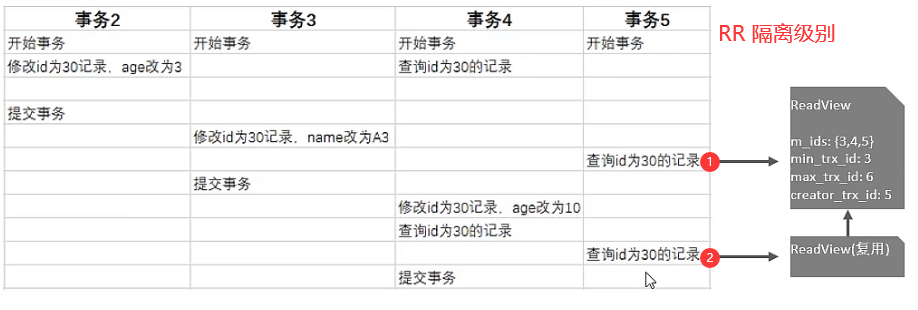 事务2 事务3 事务4 事务5
RR 隔离级别
开始事务 开始事务 开始事务 开始事务
修改id为30记录，age改为3 查询id为30的记录
提交事务
修改id为30记录，name改为A3
查询id为30的记录 1
提交事务
修改id为30记录，age改为10
查询id为30的记录
查询id为30的记录 2
提交事务
ReadView
m_ids: {3,4,5}
min_trx_id: 3
max_trx_id: 6
creator_trx_id: 5
ReadView(复用)